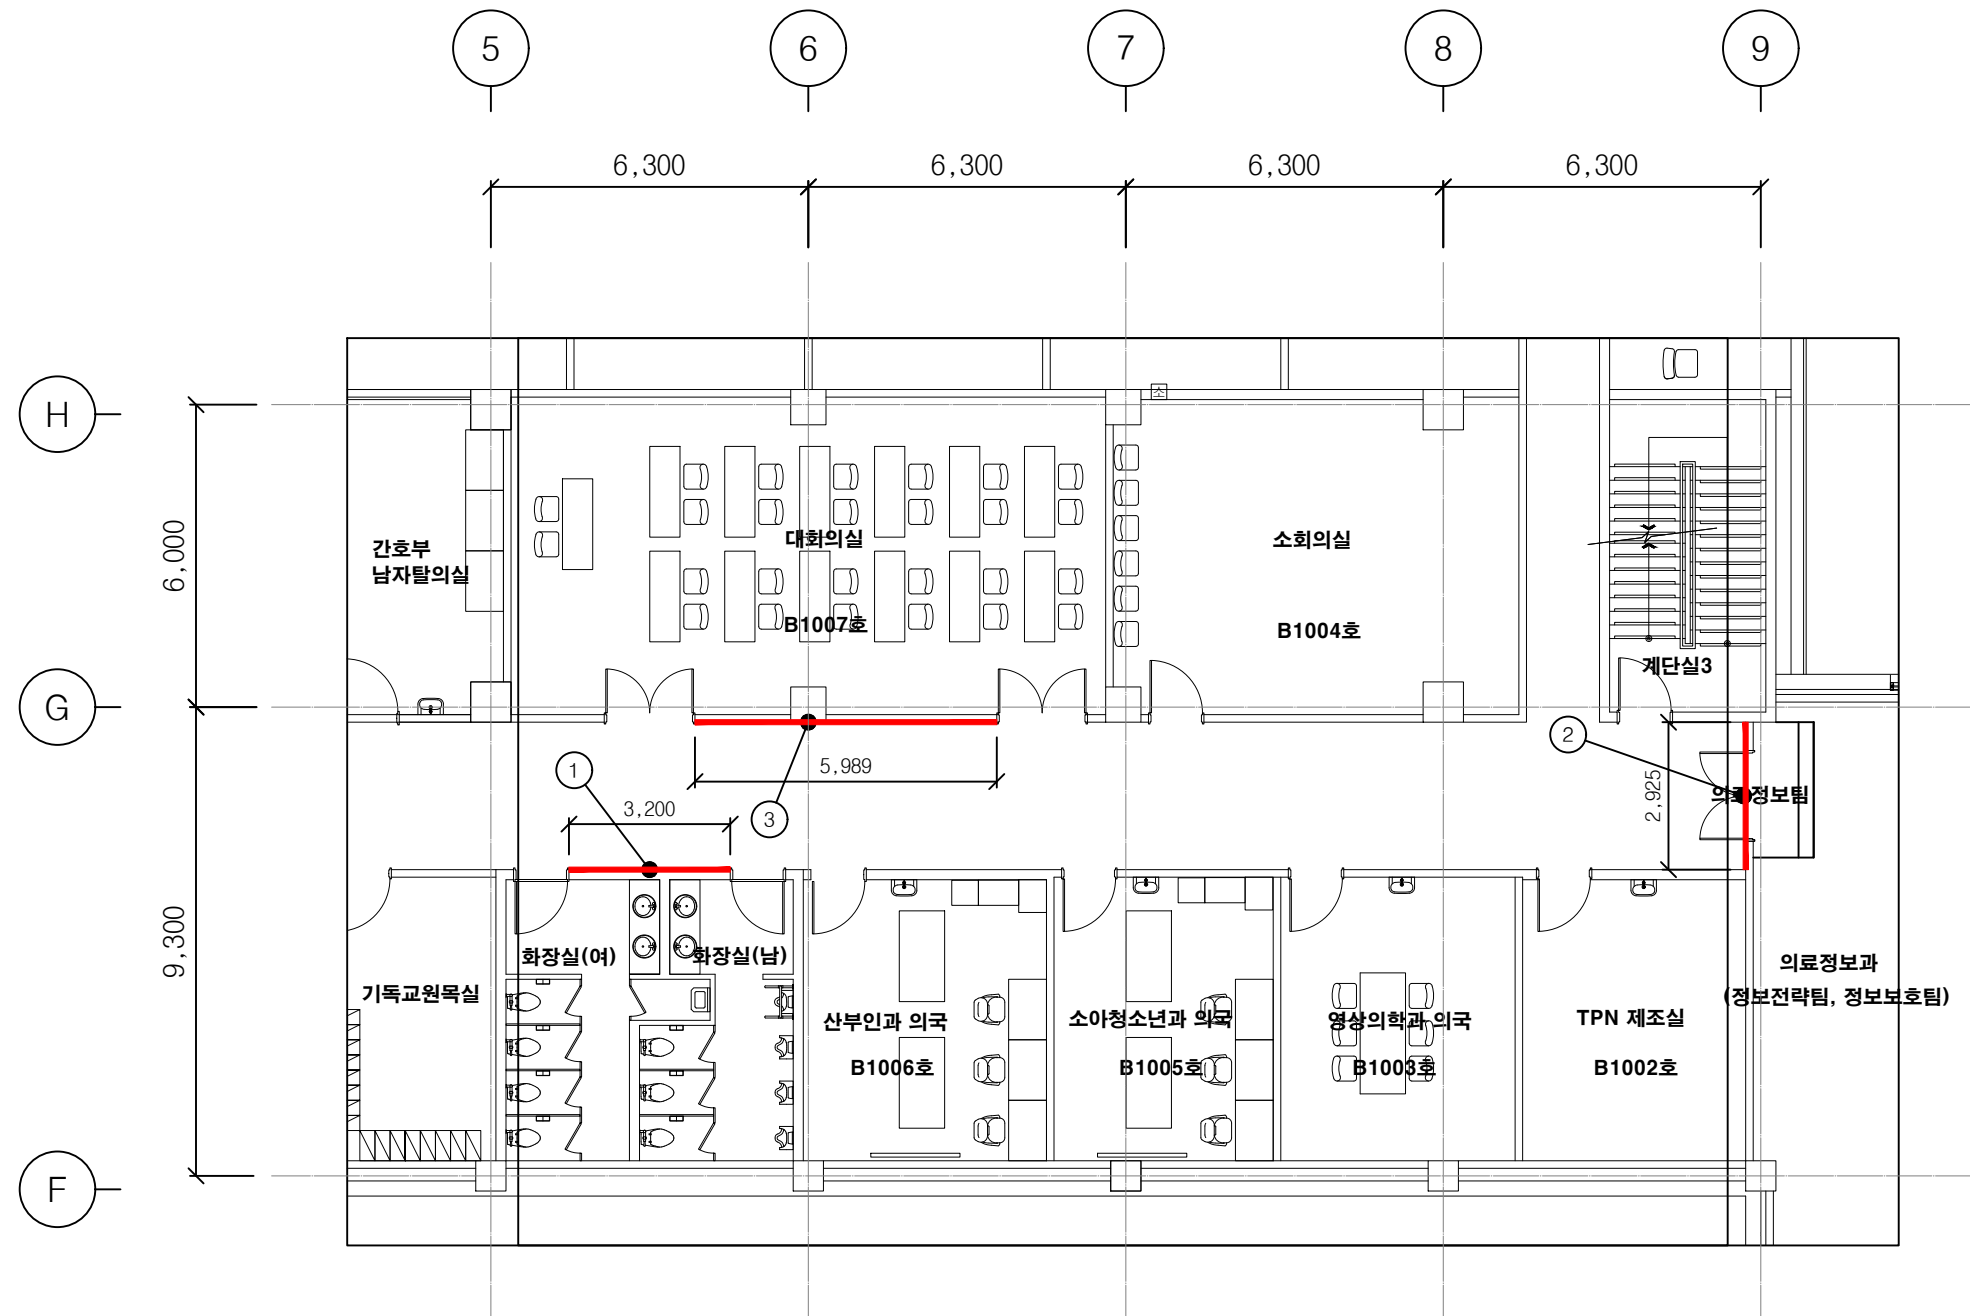 5
6
7
8
9
6,300
6,300
6,300
6,300
H
소
6,000
간호부
남자탈의실
대회의실
소회의실
B1007호
B1004호
계단실3
G
2
1
5,989
3
3,200
2,925
의료정보팀
9,300
화장실(여)
화장실(남)
기독교원목실
산부인과 의국
B1006호
소아청소년과 의국
B1005호
영상의학과 의국
B1003호
TPN 제조실
B1002호
의료정보과
(정보전략팀, 정보보호팀)
F